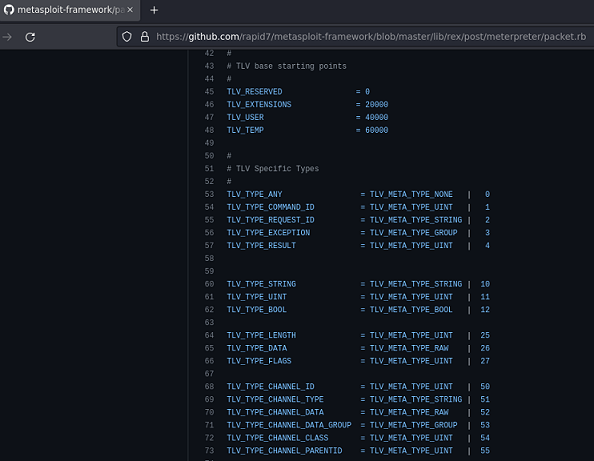 metasploit-framework/pa
https://github.com/rapid7/metasploit-framework/blob/master/lib/rex/post/meterpreter/packet.rb
42 #
43 # TLV base starting points
44 #
45 TLV_RESERVED = 0
46 TLV_EXTENSIONS = 20000
47 TLV_USER = 40000
48 TLV_TEMP = 60000
49
50 #
51 # TLV Specific Types
52 #
53 TLV_TYPE_ANY = TLV_META_TYPE_NONE | 0
54 TLV_TYPE_COMMAND_ID = TLV_META_TYPE_UINT | 1
55 TLV_TYPE_REQUEST_ID = TLV_META_TYPE_STRING | 2
56 TLV_TYPE_EXCEPTION = TLV_META_TYPE_GROUP | 3
57 TLV_TYPE_RESULT = TLV_META_TYPE_UINT | 4
58
59
60 TLV_TYPE_STRING = TLV_META_TYPE_STRING | 10
61 TLV_TYPE_UINT = TLV_META_TYPE_UINT | 11
62 TLV_TYPE_BOOL = TLV_META_TYPE_BOOL | 12
63
64 TLV_TYPE_LENGTH = TLV_META_TYPE_UINT | 25
65 TLV_TYPE_DATA = TLV_META_TYPE_RAW | 26
66 TLV_TYPE_FLAGS = TLV_META_TYPE_UINT | 27
67
68 TLV_TYPE_CHANNEL_ID = TLV_META_TYPE_UINT | 50
69 TLV_TYPE_CHANNEL_TYPE = TLV_META_TYPE_STRING | 51
70 TLV_TYPE_CHANNEL_DATA = TLV_META_TYPE_RAW | 52
71 TLV_TYPE_CHANNEL_DATA_GROUP = TLV_META_TYPE_GROUP | 53
72 TLV_TYPE_CHANNEL_CLASS = TLV_META_TYPE_UINT | 54
73 TLV_TYPE_CHANNEL_PARENTID = TLV_META_TYPE_UINT | 55